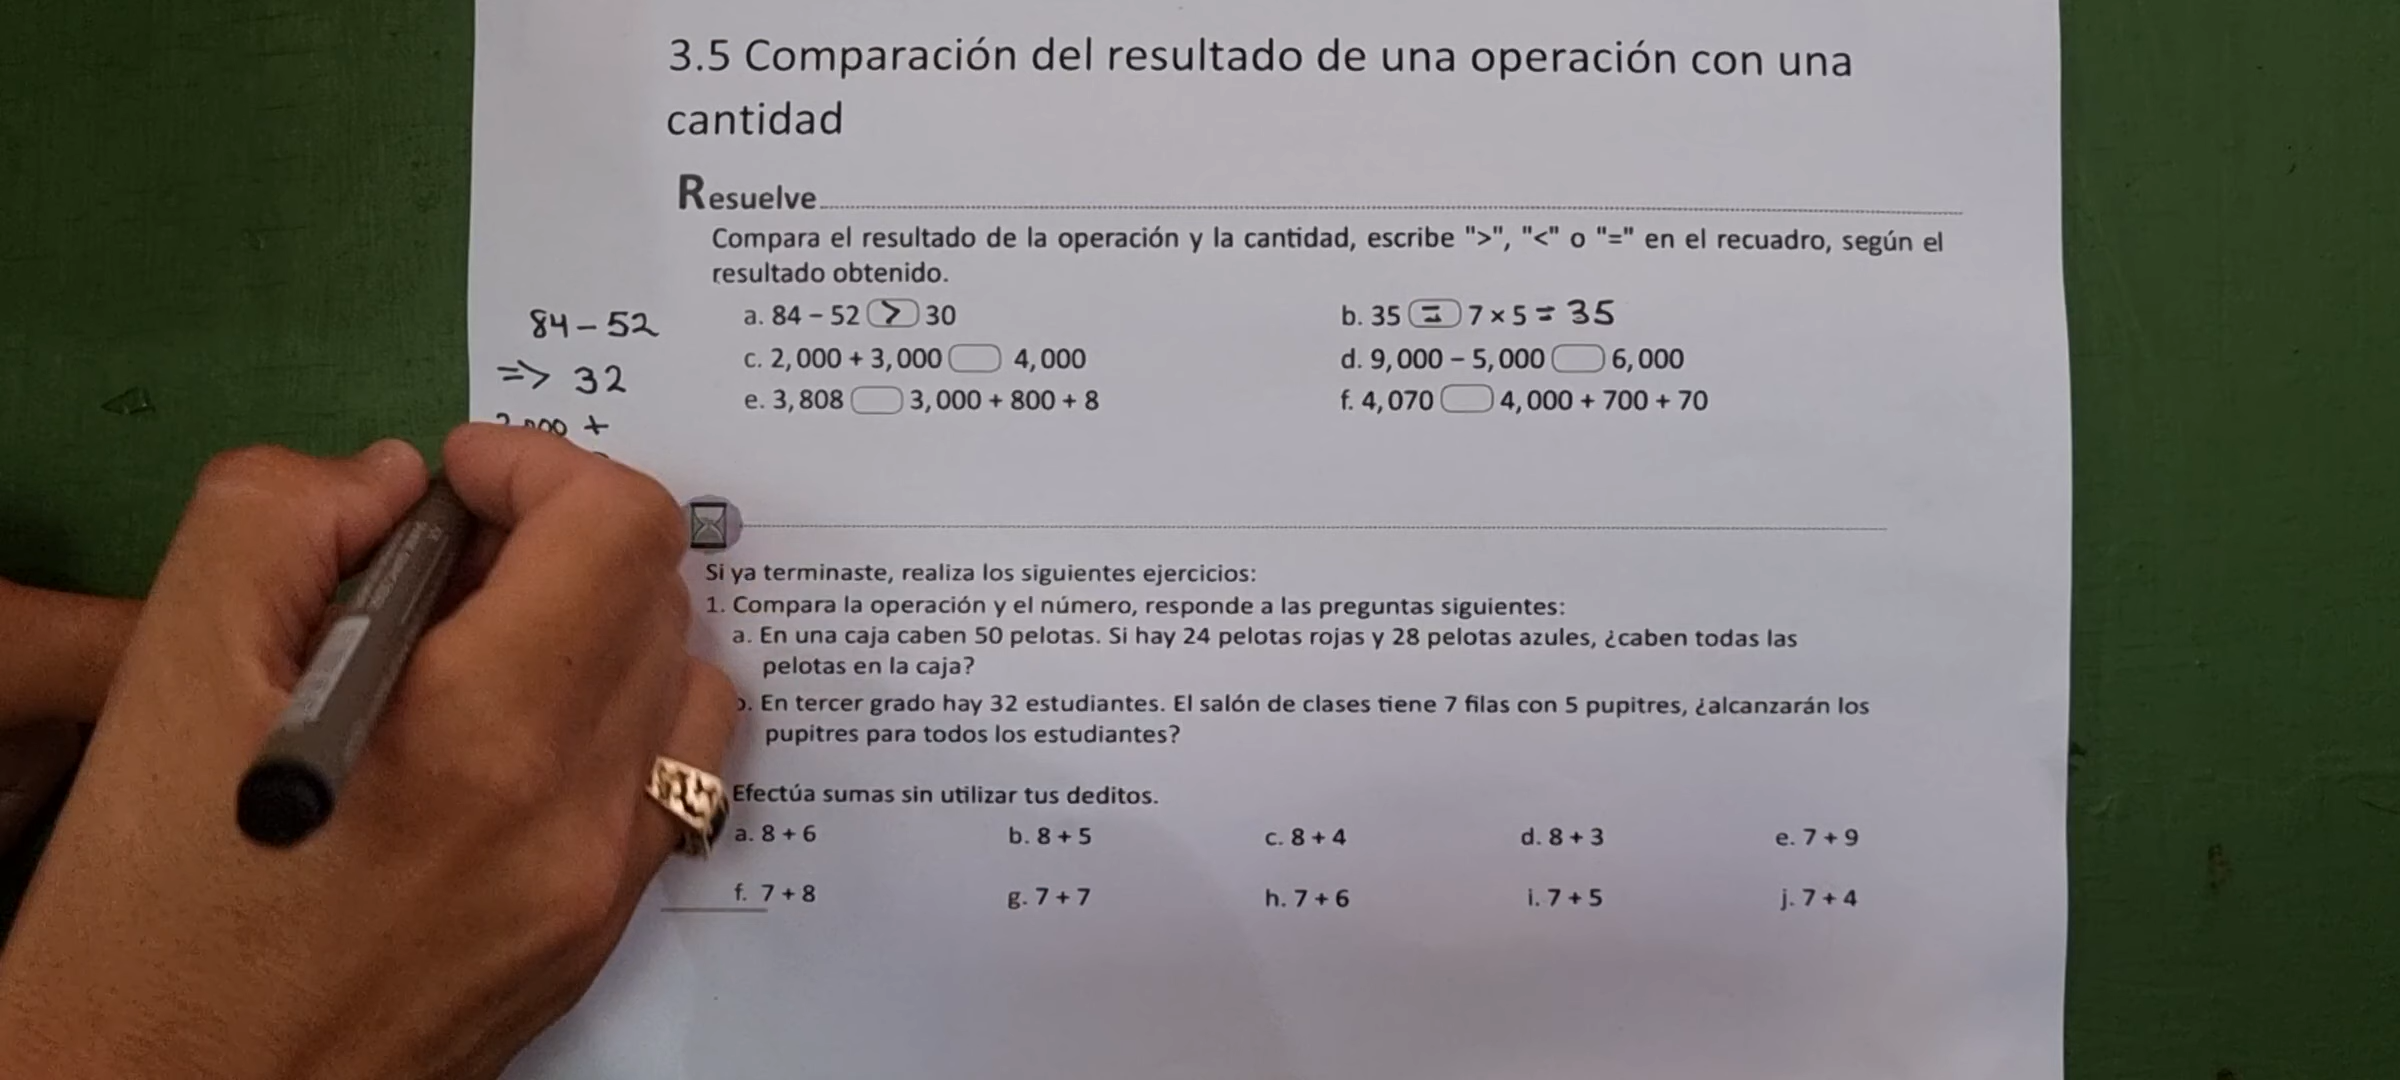 3.5 Comparación del resultado de una operación con una
cantidad
Resuelve
Compara el resultado de la operación y la cantidad, escribe ">", "<" o "=" en el recuadro, según el
resultado obtenido.
84 - 52
=> 32
+
a. 84 – 52 > 30
b. 35 = 7 × 5 = 35
c. 2,000 + 3,000 4,000
d. 9,000 – 5,000 6,000
e. 3,808 3,000 + 800 + 8
f. 4,070 4,000 + 700 + 70
Si ya terminaste, realiza los siguientes ejercicios:
1. Compara la operación y el número, responde a las preguntas siguientes:
a. En una caja caben 50 pelotas. Si hay 24 pelotas rojas y 28 pelotas azules, ¿caben todas las
pelotas en la caja?
En tercer grado hay 32 estudiantes. El salón de clases tiene 7 filas con 5 pupitres, ¿alcanzarán los
pupitres para todos los estudiantes?
Efectúa sumas sin utilizar tus deditos.
a. 8 + 6 b. 8 + 5 c. 8 + 4 d. 8 + 3 e. 7 + 9
f. 7 + 8 g. 7 + 7 h. 7 + 6 i. 7 + 5 j. 7 + 4